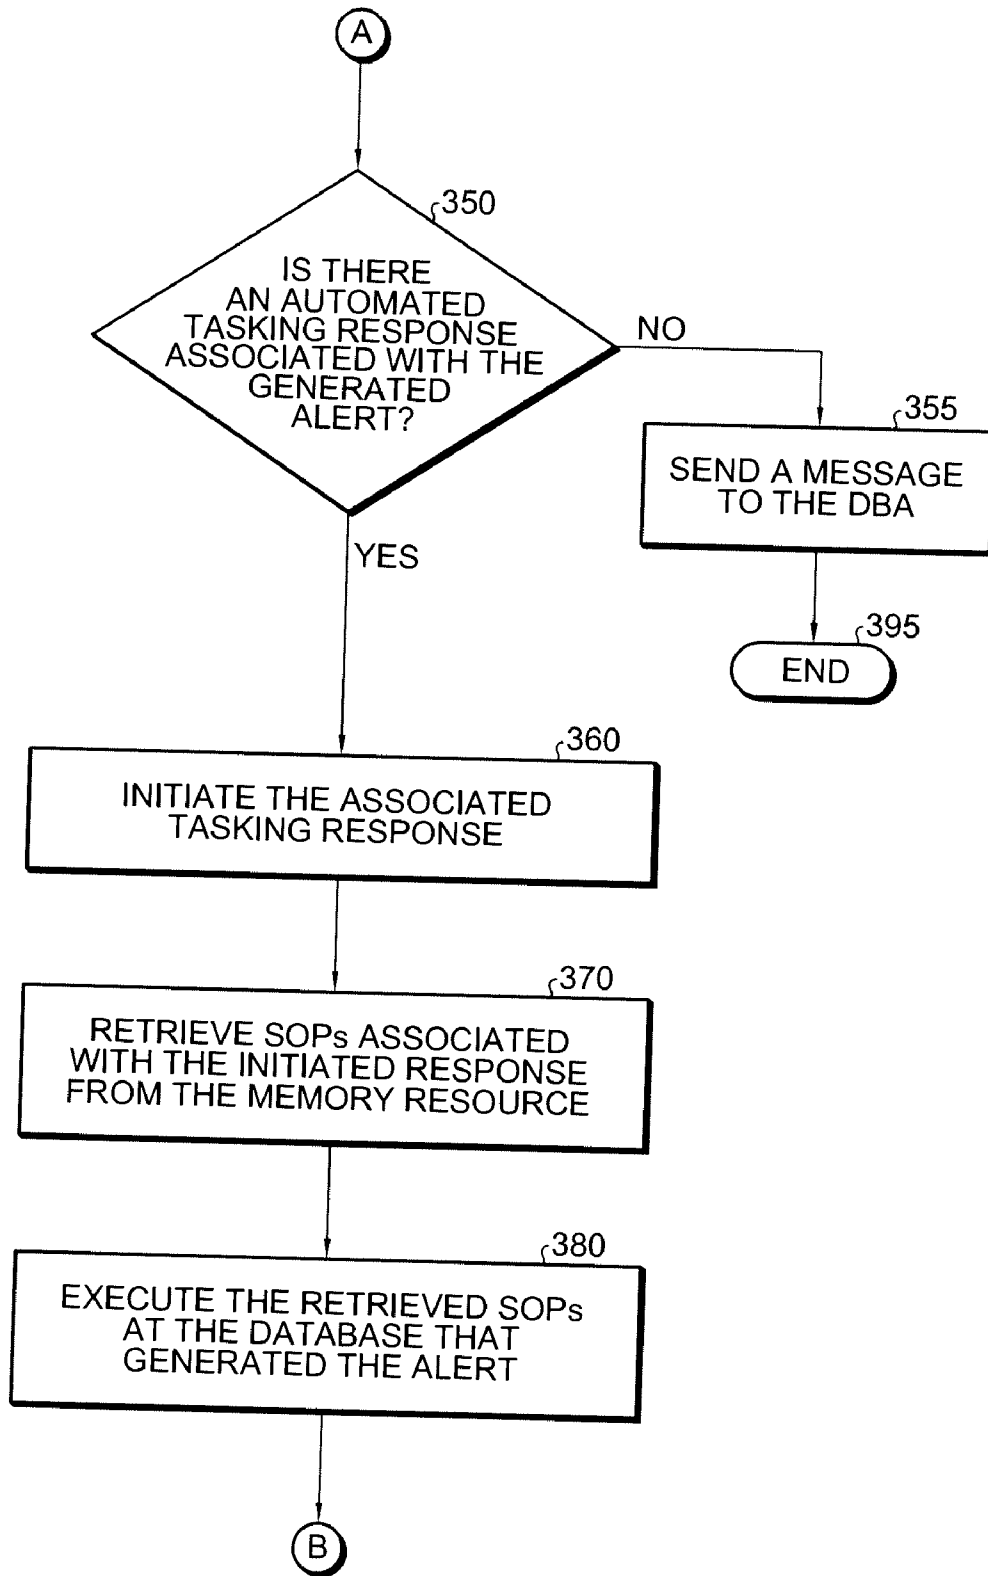 A
350
IS THERE
AN AUTOMATED
TASKING RESPONSE
ASSOCIATED WITH THE
GENERATED
ALERT?
NO
355
SEND A MESSAGE
TO THE DBA
YES
395
END
360
INITIATE THE ASSOCIATED
TASKING RESPONSE
370
RETRIEVE SOPs ASSOCIATED
WITH THE INITIATED RESPONSE
FROM THE MEMORY RESOURCE
380
EXECUTE THE RETRIEVED SOPs
AT THE DATABASE THAT
GENERATED THE ALERT
B